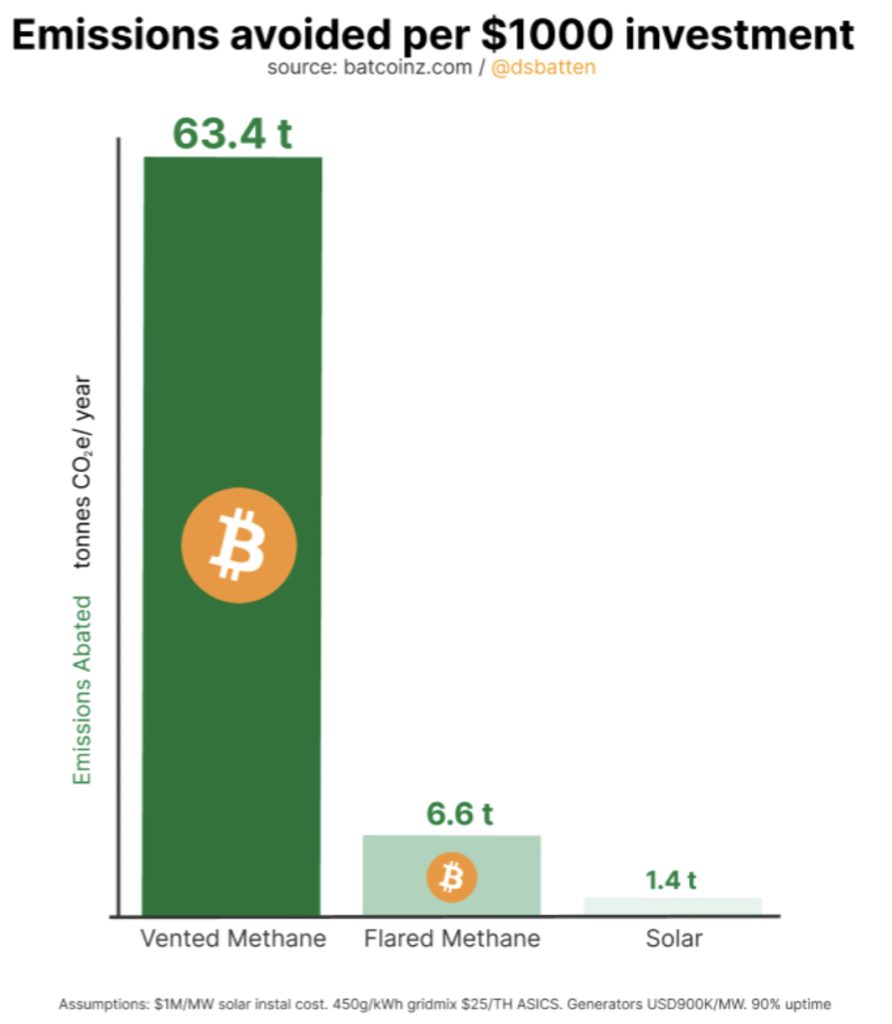 Emissions avoided per $1000 investment
source: batcoinz.com / @dsbatten
63.4 t
Emissions Abated tonnes CO₂e/ year
6.6 t
1.4 t
Vented Methane Flared Methane Solar
Assumptions: $1M/MW solar instal cost. 450g/kWh gridmix $25/TH ASICS. Generators USD900K/MW. 90% uptime